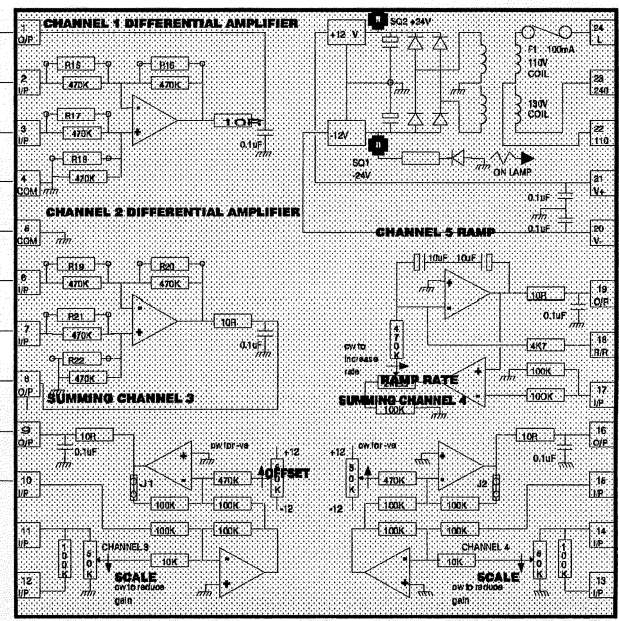 CHANNEL 1 DIFFERENTIAL AMPLIFIER
1
O/P
2
I/P
3
I/P
4
COM
5
COM
6
I/P
7
I/P
8
O/P
9
O/P
10
I/P
11
I/P
12
I/P
R15
470K
R16
470K
R17
470K
R18
470K
10R
0.1uF
CHANNEL 2 DIFFERENTIAL AMPLIFIER
R19
470K
R20
470K
R21
470K
R22
470K
10R
0.1uF
SUMMING CHANNEL 3
10R
0.1uF
J1
cw for -ve
+12
50K
OFFSET
-12
470K
100K
100K
100K
100K
100K
100K
50K
CHANNEL 3
SCALE
cw to reduce
gain
10K
+12 V
-12V
SQ2 +24V
SQ1
-24V
F1 100mA
110V
COIL
130V
COIL
ON LAMP
24
L
23
240
22
110
21
V+
0.1uF
0.1uF
20
V-
CHANNEL 5 RAMP
10uF 10uF
19
O/P
10R
0.1uF
18
R/R
4K7
470K
cw to
increase
rate
RAMP RATE
100K
100K
17
I/P
SUMMING CHANNEL 4
100K
16
O/P
10R
0.1uF
cw for -ve
+12
50K
-12
470K
J2
15
I/P
100K
100K
100K
100K
14
I/P
CHANNEL 4
10K
50K
100K
SCALE
cw to reduce
gain
13
I/P